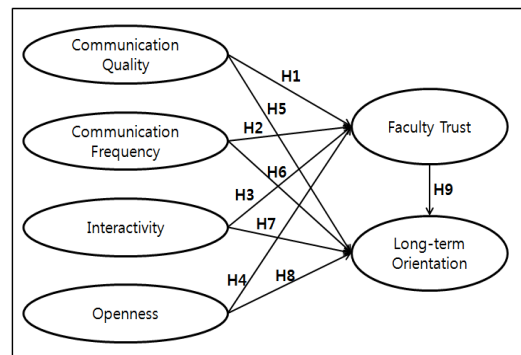 Communication
Quality
Communication
Frequency
Interactivity
Openness
H1
H5
H2
H6
H3
H7
H4
H8
Faculty Trust
H9
Long-term
Orientation